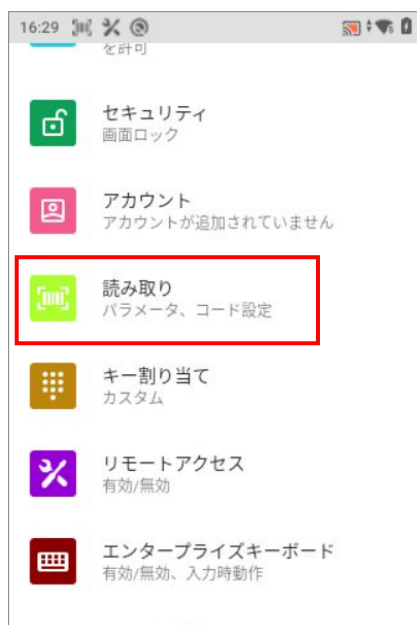 16:29
を許可
セキュリティ
画面ロック
アカウント
アカウントが追加されていません
読み取り
パラメータ、コード設定
キー割り当て
カスタム
リモートアクセス
有効/無効
エンタープライズキーボード
有効/無効、入力時動作